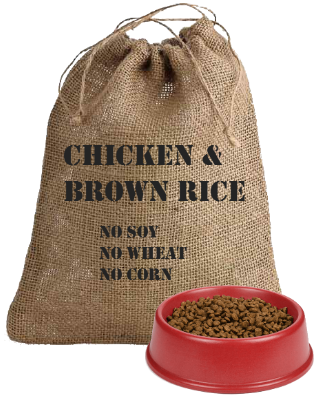 CHICKEN &
BROWN RICE
NO SOY
NO WHEAT
NO CORN